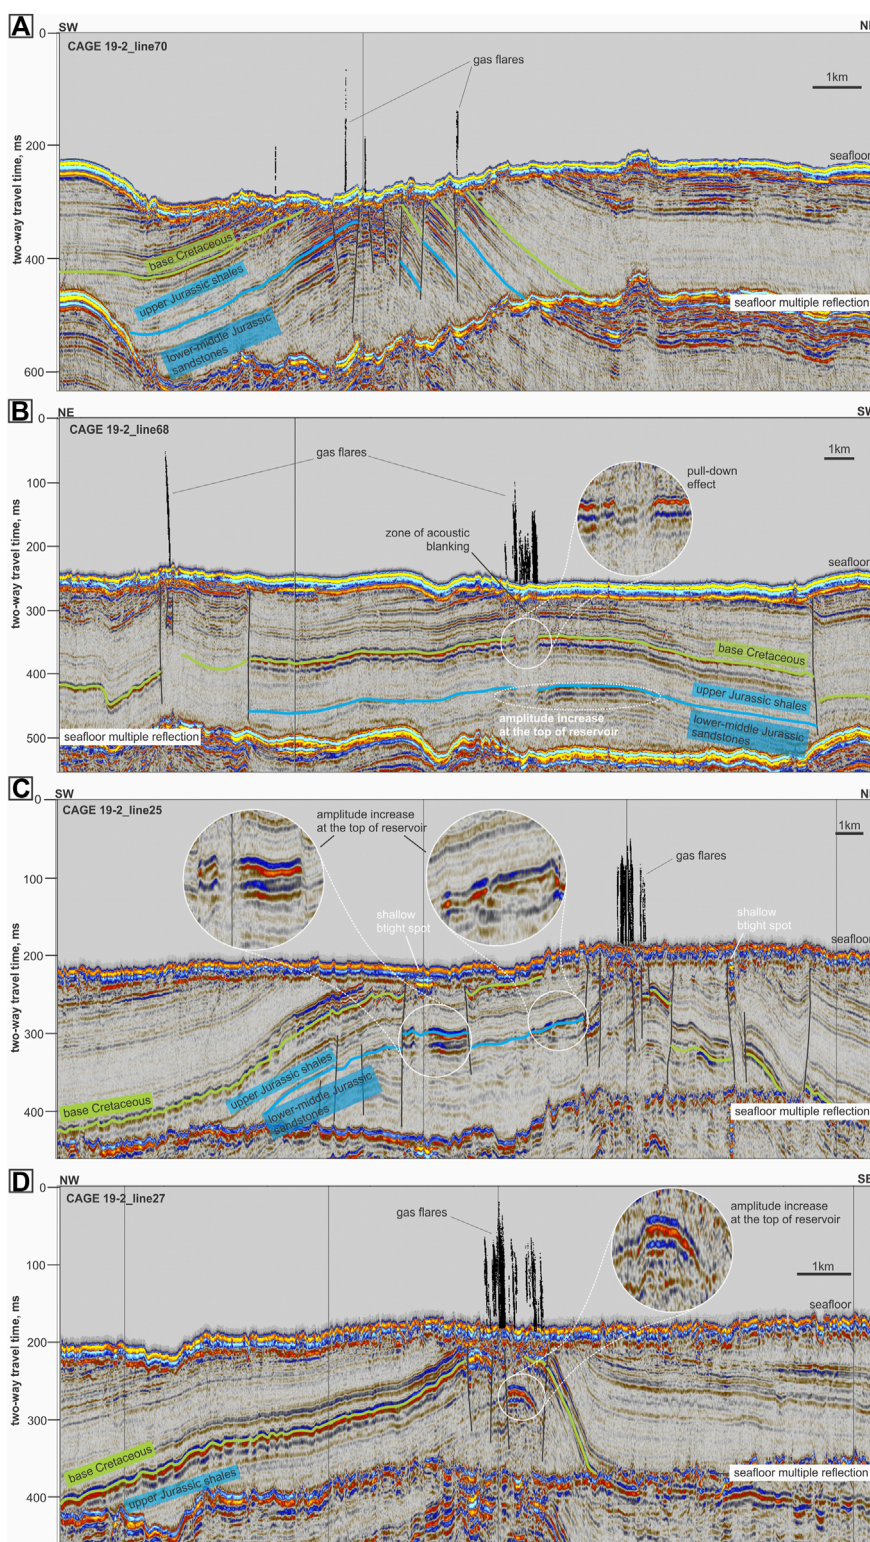 A
SW
NE
CAGE 19-2_line70
gas flares
1km
0
200
400
600
two-way travel time, ms
seafloor
base Cretaceous
upper Jurassic shales
lower-middle Jurassic
sandstones
seafloor multiple reflection
B
NE
SW
CAGE 19-2_line68
gas flares
pull-down
effect
1km
zone of acoustic
blanking
0
100
200
300
400
500
two-way travel time, ms
seafloor
base Cretaceous
upper Jurassic shales
lower-middle Jurassic
sandstones
amplitude increase
at the top of reservoir
seafloor multiple reflection
C
SW
CAGE 19-2_line25
amplitude increase
at the top of reservoir
1km
gas flares
shallow
btight spot
shallow
btight spot
0
100
200
300
400
two-way travel time, ms
seafloor
base Cretaceous
upper Jurassic shales
lower-middle Jurassic
sandstones
seafloor multiple reflection
D
NW
CAGE 19-2_line27
gas flares
amplitude increase
at the top of reservoir
1km
0
100
200
300
400
two-way travel time, ms
seafloor
base Cretaceous
upper Jurassic shales
seafloor multiple reflection